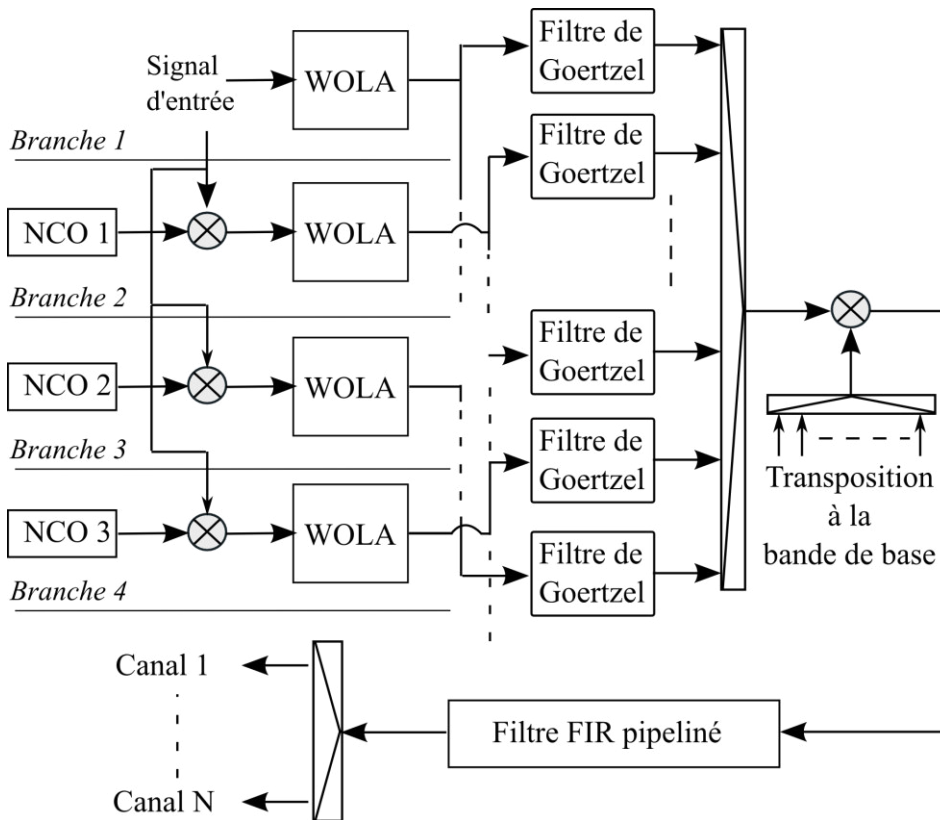 Signal
d'entrée
WOLA
Filtre de
Goertzel
Branche 1
Filtre de
Goertzel
NCO 1
WOLA
Branche 2
Filtre de
Goertzel
NCO 2
WOLA
Branche 3
Filtre de
Goertzel
Transposition
à la
bande de base
NCO 3
WOLA
Filtre de
Goertzel
Branche 4
Canal 1
Filtre FIR pipeliné
Canal N